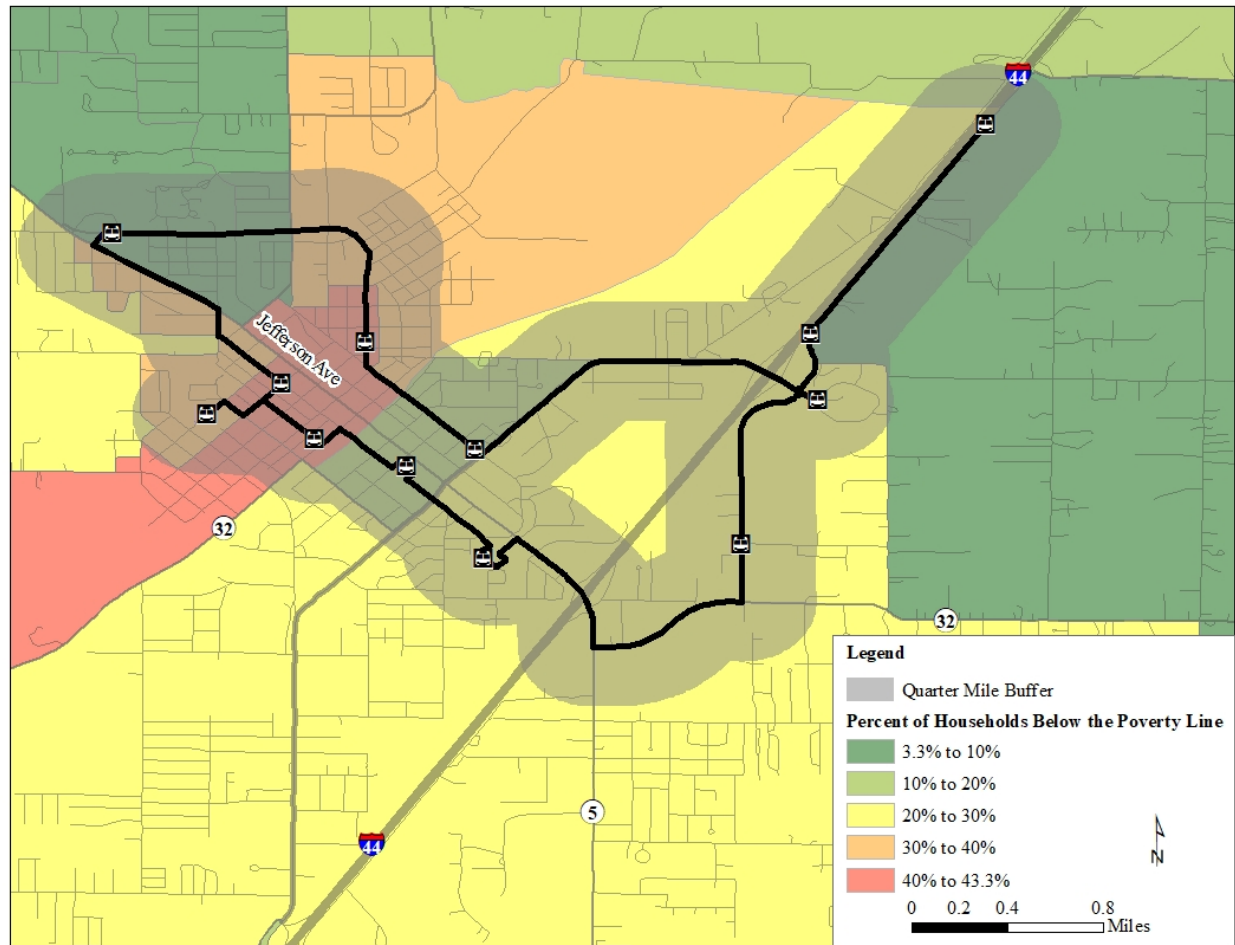 44
Jefferson Ave
32
32
5
44
Legend
Quarter Mile Buffer
Percent of Households Below the Poverty Line
3.3% to 10%
10% to 20%
20% to 30%
30% to 40%
40% to 43.3%
N
0 0.2 0.4 0.8
Miles